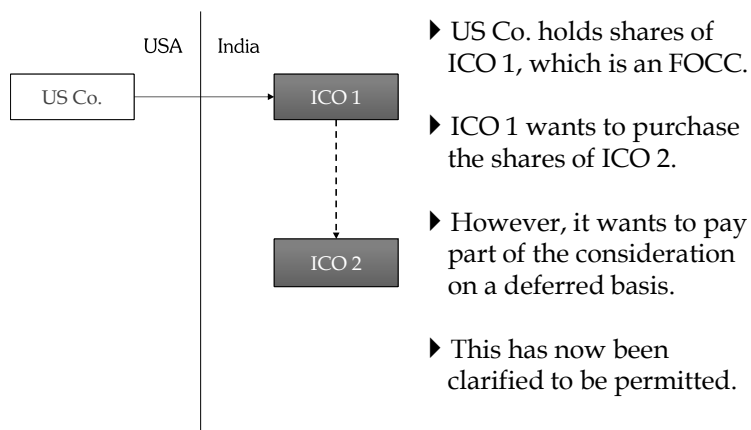 USA India
US Co.
ICO 1
ICO 2
▶ US Co. holds shares of
ICO 1, which is an FOCC.
▶ ICO 1 wants to purchase
the shares of ICO 2.
▶ However, it wants to pay
part of the consideration
on a deferred basis.
▶ This has now been
clarified to be permitted.